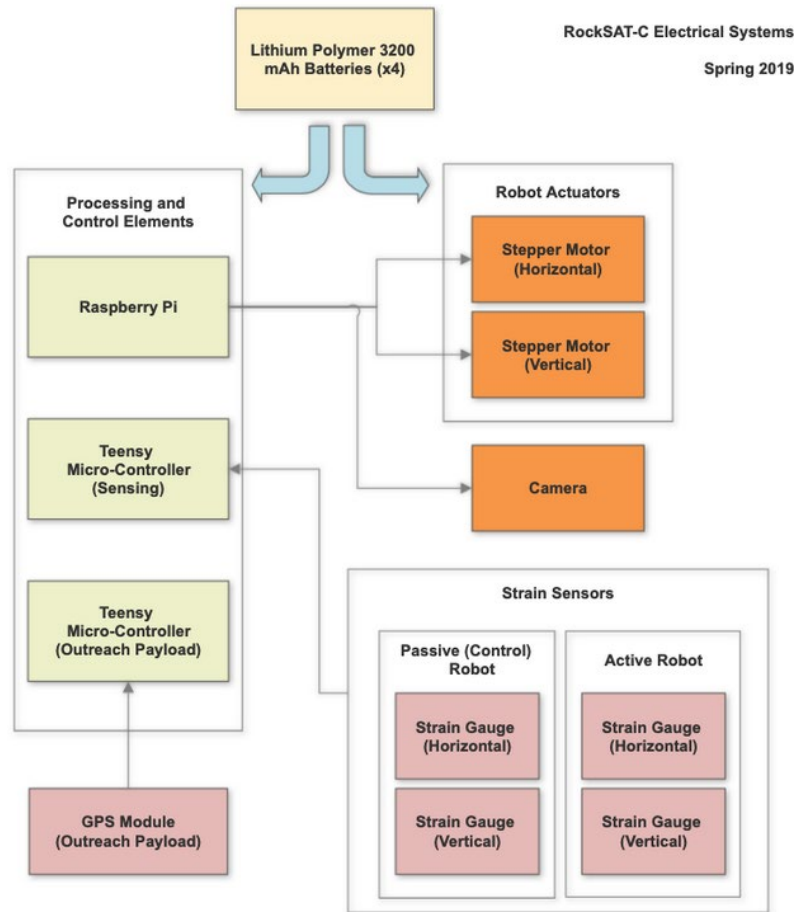 RockSAT-C Electrical Systems
Spring 2019
Lithium Polymer 3200
mAh Batteries (x4)
Processing and
Control Elements
Raspberry Pi
Teensy
Micro-Controller
(Sensing)
Teensy
Micro-Controller
(Outreach Payload)
GPS Module
(Outreach Payload)
Robot Actuators
Stepper Motor
(Horizontal)
Stepper Motor
(Vertical)
Camera
Strain Sensors
Passive (Control)
Robot
Strain Gauge
(Horizontal)
Strain Gauge
(Vertical)
Active Robot
Strain Gauge
(Horizontal)
Strain Gauge
(Vertical)